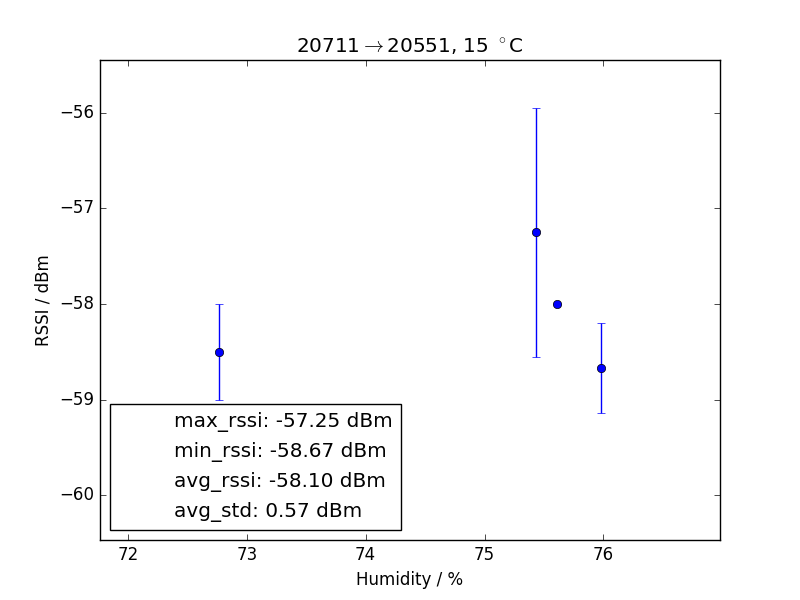 20711→20551, 15 °C
RSSI / dBm
−56
−57
−58
−59
−60
max_rssi: -57.25 dBm
min_rssi: -58.67 dBm
avg_rssi: -58.10 dBm
avg_std: 0.57 dBm
72 73 74 75 76
Humidity / %